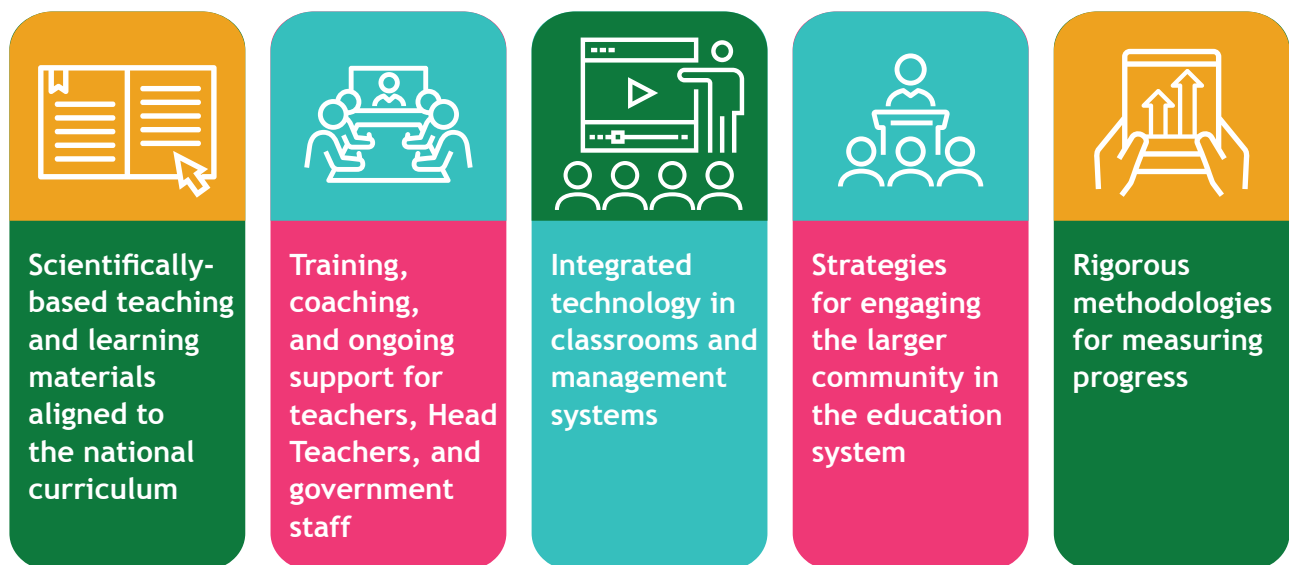 Scientifically-
based teaching
and learning
materials
aligned to
the national
curriculum
Training,
coaching,
and ongoing
support for
teachers, Head
Teachers, and
government
staff
Integrated
technology in
classrooms and
management
systems
Strategies
for engaging
the larger
community in
the education
system
Rigorous
methodologies
for measuring
progress